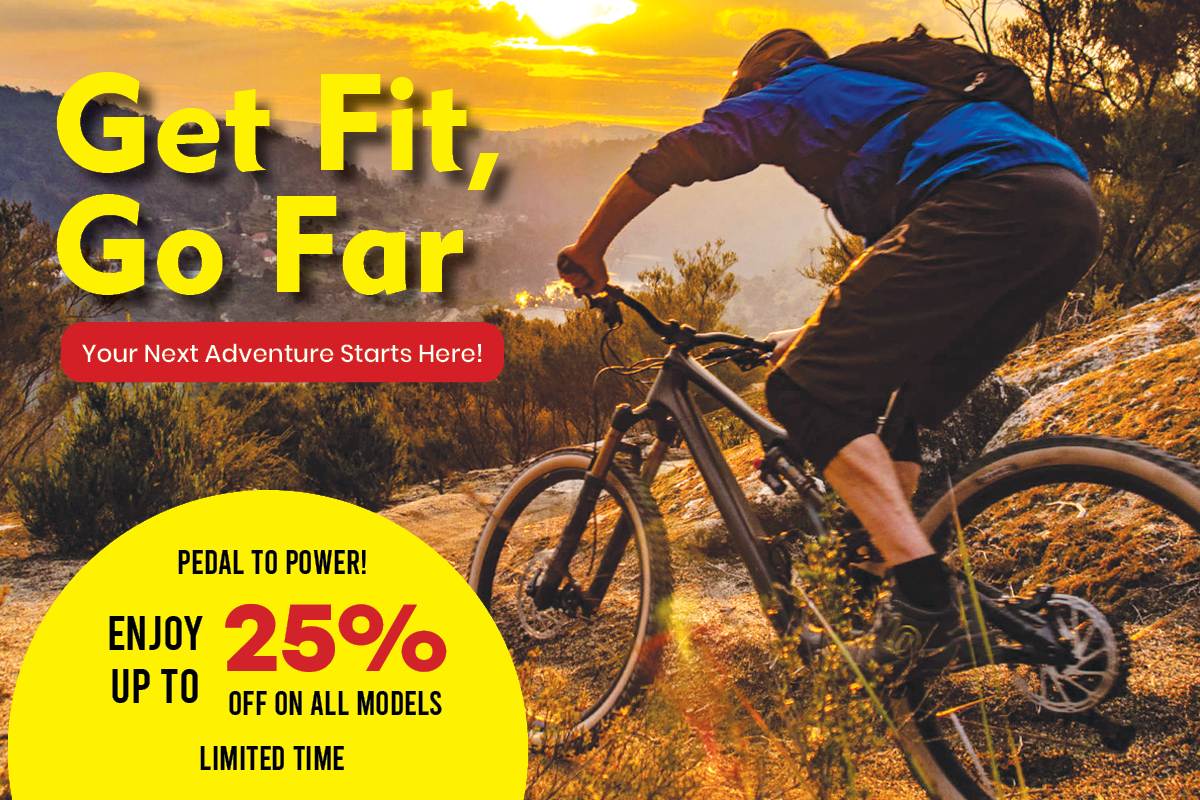 Get Fit,
Go Far
Your Next Adventure Starts Here!
PEDAL TO POWER!
ENJOY
UP TO
25%
OFF ON ALL MODELS
LIMITED TIME